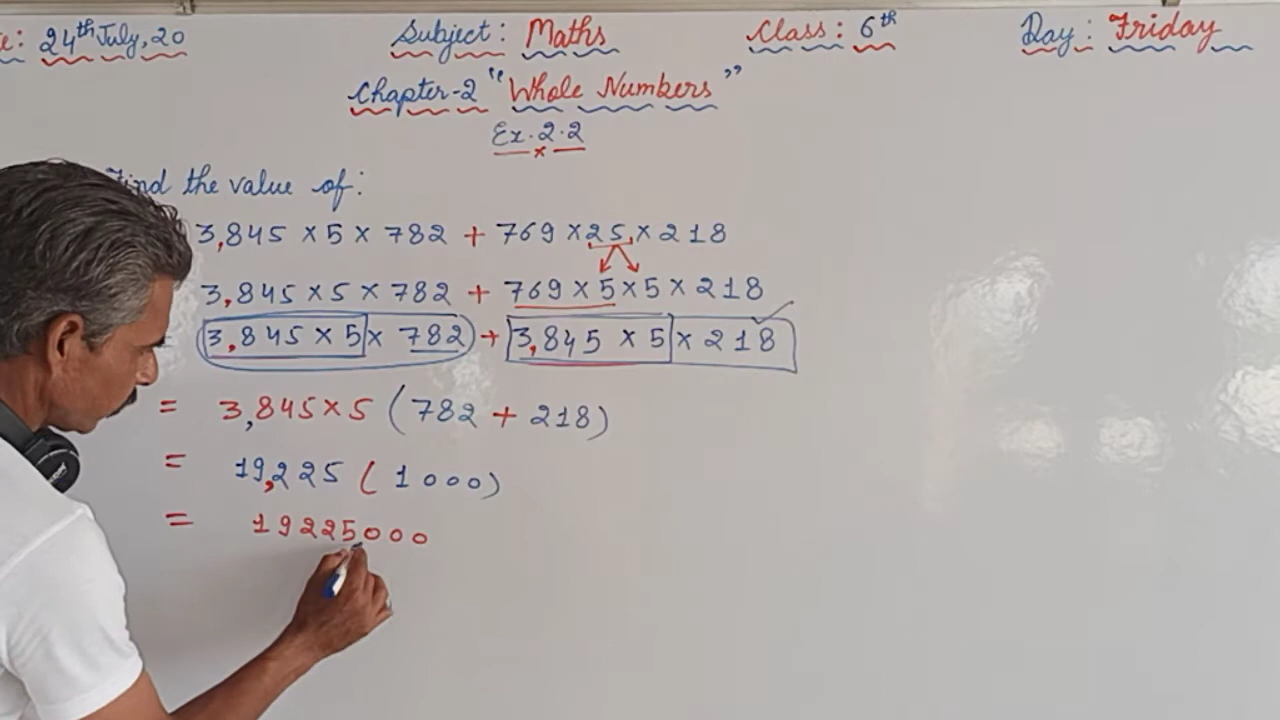 24th July, 20 Subject: Maths Class: 6th Day: Friday
Chapter-2 "Whole Numbers"
Ex. 2.2
Find the value of:
3,845 × 5 × 782 + 769 × 25 × 218
3,845 × 5 × 782 + 769 × 5 × 5 × 218
3,845 × 5 × 782 + 3,845 × 5 × 218
= 3,845 × 5 (782 + 218)
= 19,225 (1000)
= 19225000